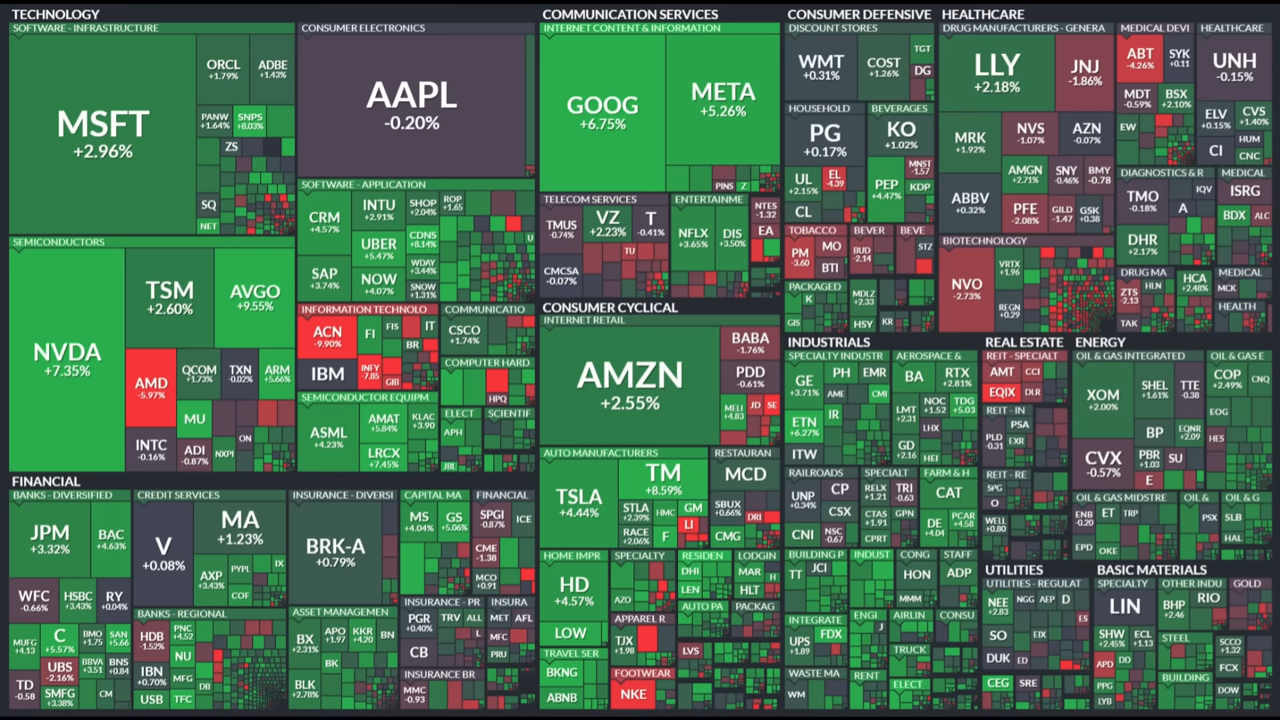 TECHNOLOGY
SOFTWARE - INFRASTRUCTURE
MSFT
+2.96%
ORCL
+1.79%
ADBE
+1.43%
PANW
+1.64%
SNPS
+8.03%
ZS
SQ
NET
CONSUMER ELECTRONICS
AAPL
-0.20%
SOFTWARE - APPLICATION
CRM
+4.57%
INTU
+2.91%
SHOP
+2.04%
ROP
+1.65
UBER
+5.47%
CDNS
+8.14%
SAP
+3.74%
NOW
+4.07%
WDAY
+3.44%
SNOW
+1.31%
U
SEMICONDUCTORS
NVDA
+7.35%
TSM
+2.60%
AVGO
+9.55%
AMD
-5.97%
QCOM
+1.73%
TXN
-0.02%
ARM
+5.66%
MU
INTC
-0.16%
ADI
-0.87%
NXPI
ON
INFORMATION TECHNOLO
ACN
-9.90%
FI
FIS
IT
BR
IBM
INFY
-7.85
GIB
COMMUNICATIO
CSCO
+1.74%
COMPUTER HARD
HPQ
SEMICONDUCTOR EQUIPM
ASML
+4.23%
AMAT
+5.84%
KLAC
+3.90
LRCX
+7.45%
ELECT
APH
JBL
SCIENTIF
COMMUNICATION SERVICES
INTERNET CONTENT & INFORMATION
GOOG
+6.75%
META
+5.26%
PINS
Z
TELECOM SERVICES
TMUS
-0.74%
VZ
+2.23%
T
-0.41%
TU
CMCSA
-0.07%
ENTERTAINME
NFLX
+3.65%
DIS
+3.50%
NTES
-1.32
EA
CONSUMER CYCLICAL
INTERNET RETAIL
AMZN
+2.55%
BABA
-1.76%
PDD
-0.61%
MELI
+4.83
JD
SE
AUTO MANUFACTURERS
TSLA
+4.44%
TM
+8.59%
STLA
+2.39%
HMC
GM
LI
RACE
+2.06%
F
RESTAURAN
MCD
SBUX
+0.66%
DRI
CMG
HOME IMPR
HD
+4.57%
LOW
SPECIALTY
AZO
RESIDEN
DHI
LEN
LODGIN
MAR
H
HLT
APPAREL R
TJX
+1.98
AUTO PA
PACKAG
LVS
TRAVEL SER
BKNG
ABNB
FOOTWEAR
NKE
CONSUMER DEFENSIVE
DISCOUNT STORES
WMT
+0.31%
COST
+1.26%
TGT
DG
HOUSEHOLD
PG
+0.17%
UL
+2.15%
EL
-4.39
CL
BEVERAGES
KO
+1.02%
PEP
+4.47%
MNST
-1.57
KDP
TOBACCO
PM
-3.60
MO
BTI
BEVER
BUD
-2.14
BEVE
STZ
PACKAGED
K
GIS
MDLZ
+2.33
HSY
KR
HEALTHCARE
DRUG MANUFACTURERS - GENERA
LLY
+2.18%
JNJ
-1.86%
MRK
+1.92%
NVS
-1.07%
AZN
-0.07%
ABBV
+0.32%
AMGN
+2.71%
SNY
-0.46%
BMY
-0.78
PFE
-2.08%
GILD
-1.47
GSK
+0.38
MEDICAL DEVI
ABT
-4.26%
SYK
+0.11
MDT
-0.59%
BSX
+2.10%
EW
HEALTHCARE
UNH
-0.15%
ELV
+0.15%
CVS
+1.40%
CI
HUM
CNC
DIAGNOSTICS & R
TMO
-0.18%
IQV
A
DHR
+2.17%
MEDICAL
ISRG
BDX
ALC
BIOTECHNOLOGY
NVO
-2.73%
VRTX
+1.96
REGN
+0.29
DRUG MA
ZTS
-2.13
HLN
TAK
HCA
+2.48%
MEDICAL
MCK
HEALTH
FINANCIAL
BANKS - DIVERSIFIED
JPM
+3.32%
BAC
+4.63%
WFC
-0.66%
HSBC
+3.43%
RY
+0.04%
MUFG
+4.13
C
+5.57%
BMO
+1.75
SAN
+5.66
UBS
-2.16%
BBVA
+3.51
BNS
+0.84
TD
-0.58
SMFG
+3.38%
CM
CREDIT SERVICES
V
+0.08%
MA
+1.23%
AXP
+3.43%
PYPL
IX
COF
BANKS - REGIONAL
HDB
-1.52%
PNC
+4.52
NU
IBN
+0.70%
MFG
DB
USB
TFC
INSURANCE - DIVERSI
BRK-A
+0.79%
ASSET MANAGEMEN
BX
+2.31%
APO
+1.97
KKR
+4.20
BN
BK
BLK
+2.78%
CAPITAL MA
MS
+4.04%
GS
+5.06%
FINANCIAL
SPGI
-0.87%
ICE
CME
-1.38
MCO
+0.91
INSURANCE - PR
PGR
+0.40%
TRV
ALL
CB
L
INSURA
MET
AFL
MFC
PRU
INSURANCE BR
MMC
-0.93
INDUSTRIALS
SPECIALTY INDUSTR
GE
+3.71%
PH
EMR
AME
CMI
ETN
+6.27%
IR
ITW
AEROSPACE &
BA
RTX
+2.81%
LMT
+2.31
NOC
+1.52
TDG
+5.03
LHX
GD
+2.16
HEI
RAILROADS
UNP
+0.34%
CP
CSX
CNI
NSC
-0.67
SPECIALT
RELX
+1.21
TRI
-0.63
CTAS
+1.91
GPN
CPRT
FARM & H
CAT
DE
+4.04
PCAR
+4.58
BUILDING P
TT
JCI
INDUST
CONG
HON
MMM
STAFF
ADP
INTEGRATE
UPS
+1.89
FDX
ENGI
J
AIRLIN
CONSU
TRUCK
WASTE MA
WM
RENT
ELECT
REAL ESTATE
REIT - SPECIALT
AMT
CCI
EQIX
DLR
REIT - IN
PSA
PLD
-0.31
EXR
REIT - RE
SPG
O
WELL
+0.80
ENERGY
OIL & GAS INTEGRATED
XOM
+2.00%
SHEL
+1.61%
TTE
-0.38
BP
EQNR
+2.09
CVX
-0.57%
PBR
+1.03
SU
E
OIL & GAS E
COP
+2.49%
CNQ
EOG
HES
OIL & GAS MIDSTRE
ENB
-0.20
ET
TRP
EPD
OKE
OIL &
PSX
OIL & G
SLB
HAL
UTILITIES
UTILITIES - REGULAT
NEE
+2.83
NGG
AEP
D
SO
EIX
ES
DUK
ED
CEG
SRE
BASIC MATERIALS
SPECIALTY
LIN
SHW
+2.45%
ECL
+1.13
APD
DD
PPG
LYB
OTHER INDU
BHP
+2.46
RIO
GOLD
STEEL
SCCO
+1.32
FCX
BUILDING
DOW